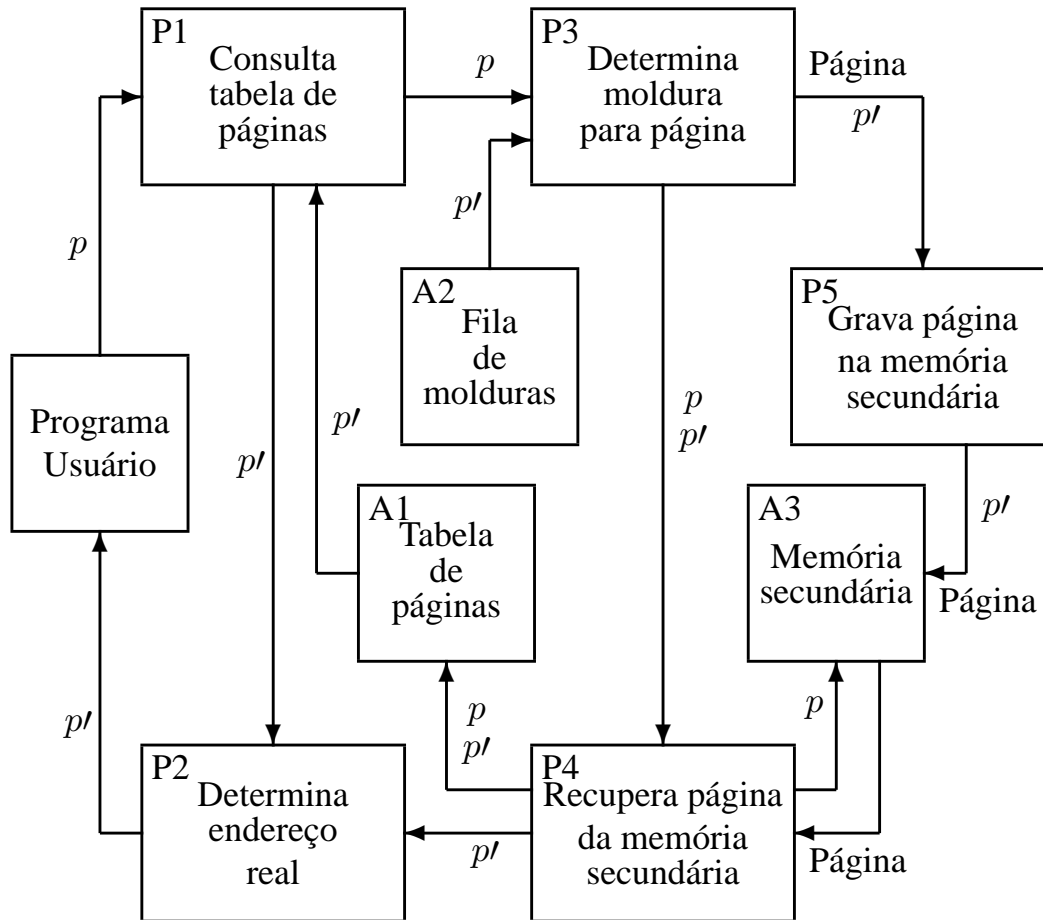 P1
Consulta
tabela de
páginas
p
P3
Determina
moldura
para página
Página
p′
p
p′
A2
Fila
de
molduras
P5
Grava página
na memória
secundária
Programa
Usuário
p′
p′
p
p′
A1
Tabela
de
páginas
A3
Memória
secundária
p′
Página
p′
p
p′
p
P2
Determina
endereço
real
p′
P4
Recupera página
da memória
secundária
Página